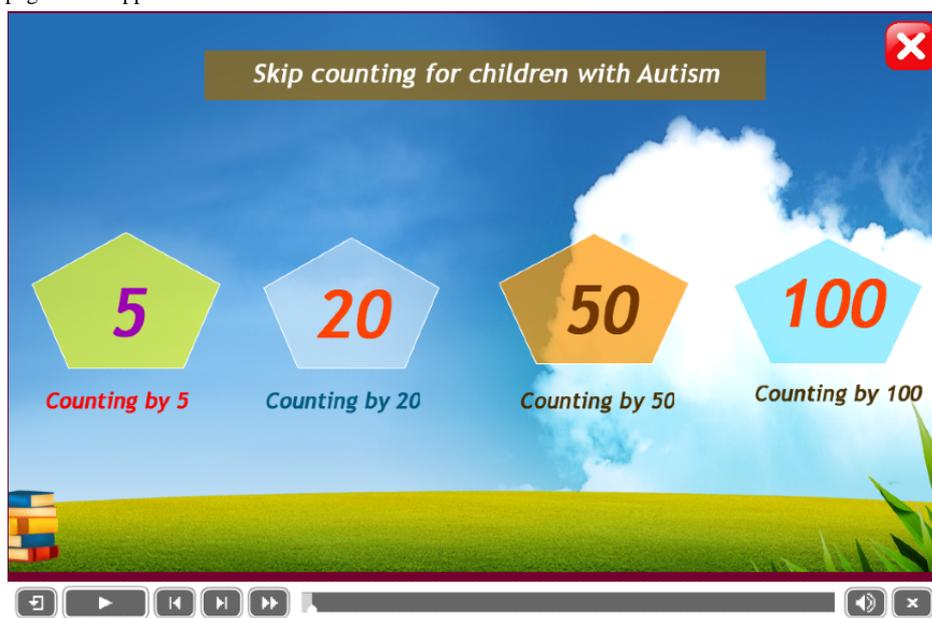 Skip counting for children with Autism
5
20
50
100
Counting by 5
Counting by 20
Counting by 50
Counting by 100